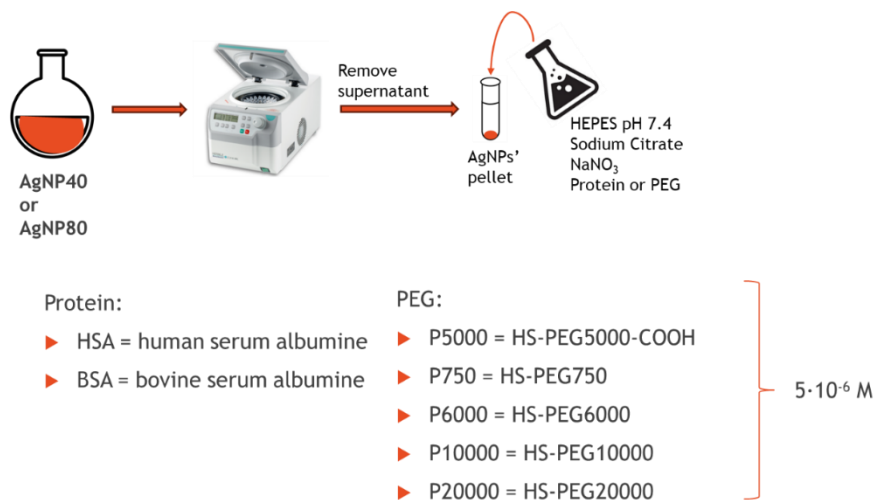 Remove
supernatant
HEPES pH 7.4
Sodium Citrate
NaNO₃
Protein or PEG
AgNPs’
pellet
AgNP40
or
AgNP80
Protein:
HSA = human serum albumine
BSA = bovine serum albumine
PEG:
P5000 = HS-PEG5000-COOH
P750 = HS-PEG750
P6000 = HS-PEG6000
P10000 = HS-PEG10000
P20000 = HS-PEG20000
5·10⁻⁶ M